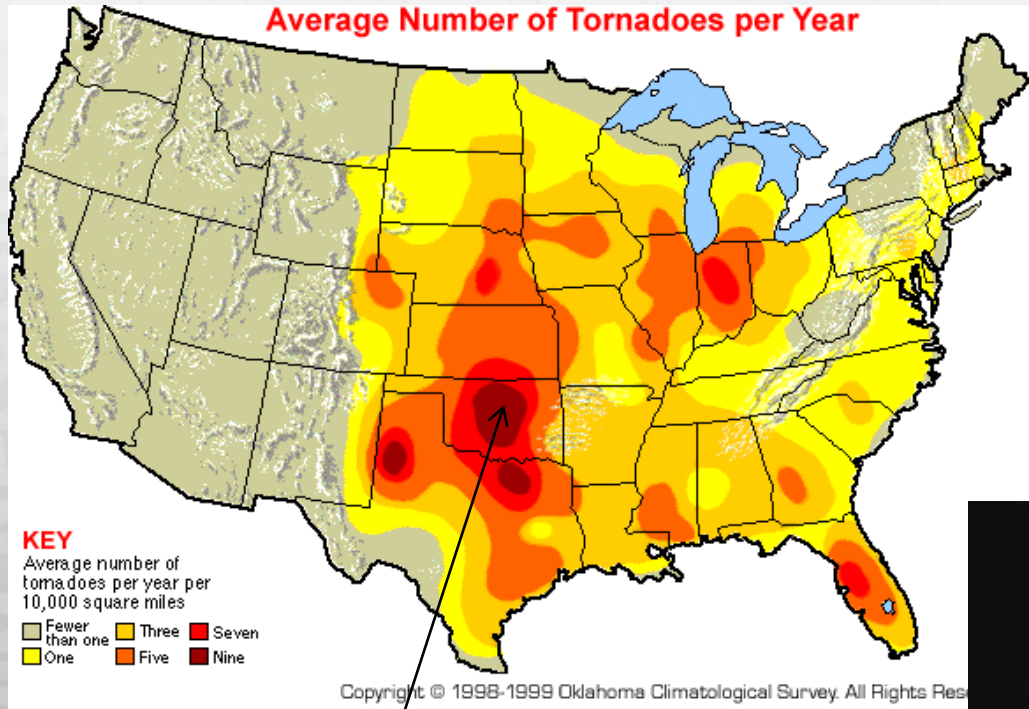 Average Number of Tornadoes per Year
KEY
Average number of
tornadoes per year per
10,000 square miles
Fewer than one
Three
Seven
One
Five
Nine
Copyright © 1998-1999 Oklahoma Climatological Survey. All Rights Res